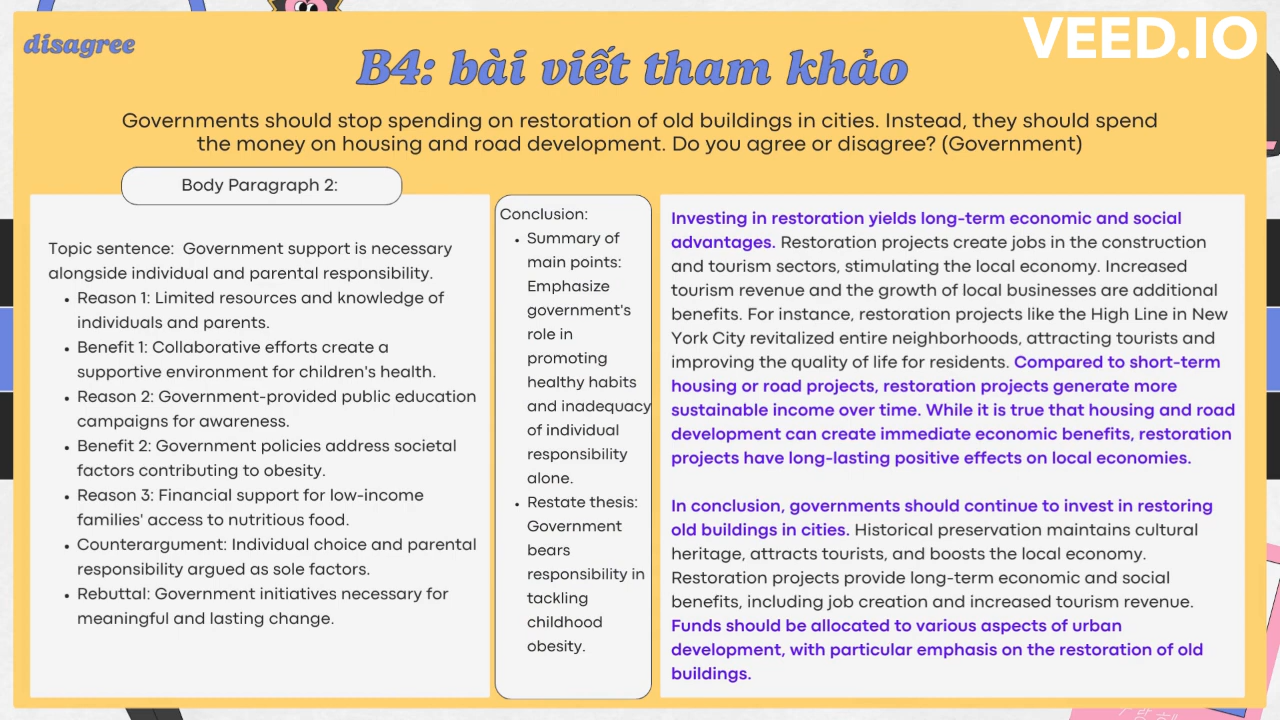 disagree
VEED.IO
B4: bài viết tham khảo
Governments should stop spending on restoration of old buildings in cities. Instead, they should spend
the money on housing and road development. Do you agree or disagree? (Government)
Body Paragraph 2:
Topic sentence:  Government support is necessary
alongside individual and parental responsibility.
• Reason 1: Limited resources and knowledge of
individuals and parents.
• Benefit 1: Collaborative efforts create a
supportive environment for children's health.
• Reason 2: Government-provided public education
campaigns for awareness.
• Benefit 2: Government policies address societal
factors contributing to obesity.
• Reason 3: Financial support for low-income
families' access to nutritious food.
• Counterargument: Individual choice and parental
responsibility argued as sole factors.
• Rebuttal: Government initiatives necessary for
meaningful and lasting change.
Conclusion:
• Summary of
main points:
Emphasize
government's
role in
promoting
healthy habits
and inadequacy
of individual
responsibility
alone.
• Restate thesis:
Government
bears
responsibility in
tackling
childhood
obesity.
Investing in restoration yields long-term economic and social
advantages. Restoration projects create jobs in the construction
and tourism sectors, stimulating the local economy. Increased
tourism revenue and the growth of local businesses are additional
benefits. For instance, restoration projects like the High Line in New
York City revitalized entire neighborhoods, attracting tourists and
improving the quality of life for residents. Compared to short-term
housing or road projects, restoration projects generate more
sustainable income over time. While it is true that housing and road
development can create immediate economic benefits, restoration
projects have long-lasting positive effects on local economies.
In conclusion, governments should continue to invest in restoring
old buildings in cities. Historical preservation maintains cultural
heritage, attracts tourists, and boosts the local economy.
Restoration projects provide long-term economic and social
benefits, including job creation and increased tourism revenue.
Funds should be allocated to various aspects of urban
development, with particular emphasis on the restoration of old
buildings.